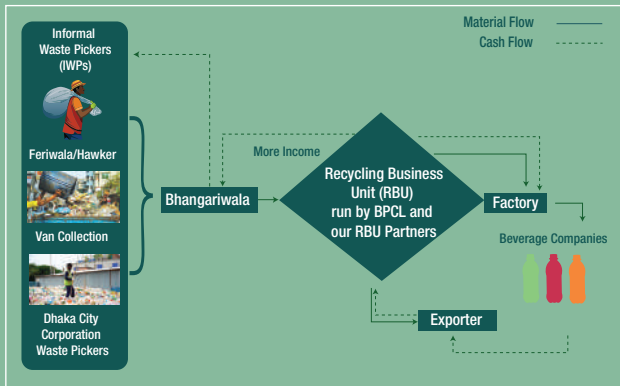 Informal
Waste Pickers
(IWPs)
Feriwala/Hawker
Van Collection
Dhaka City
Corporation
Waste Pickers
Bhangariwala
More Income
Recycling Business
Unit (RBU)
run by BPCL and
our RBU Partners
Material Flow
Cash Flow
Factory
Beverage Companies
Exporter